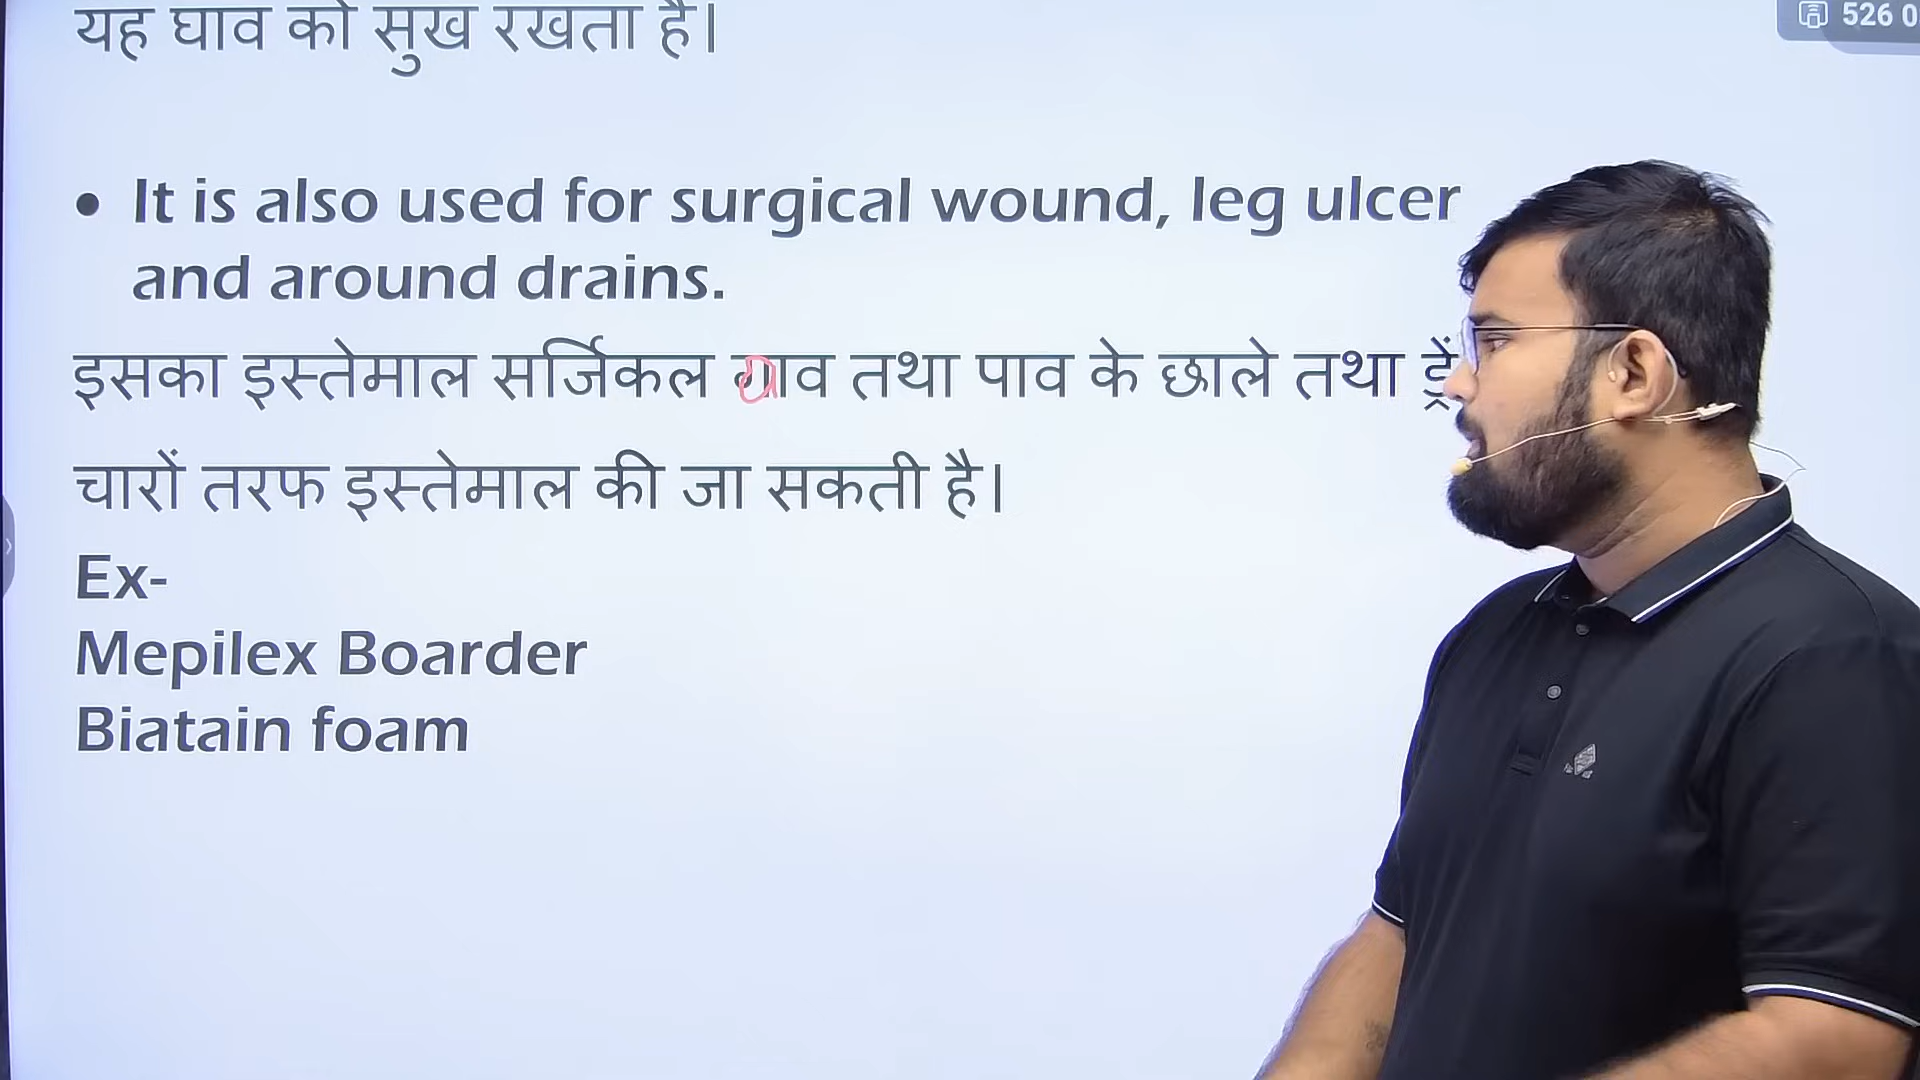 यह घाव को सुख रखता है।
526 0
• It is also used for surgical wound, leg ulcer
and around drains.
इसका इस्तेमाल सर्जिकल घाव तथा पाव के छाले तथा
चारों तरफ इस्तेमाल की जा सकती है।
Ex-
Mepilex Boarder
Biatain foam